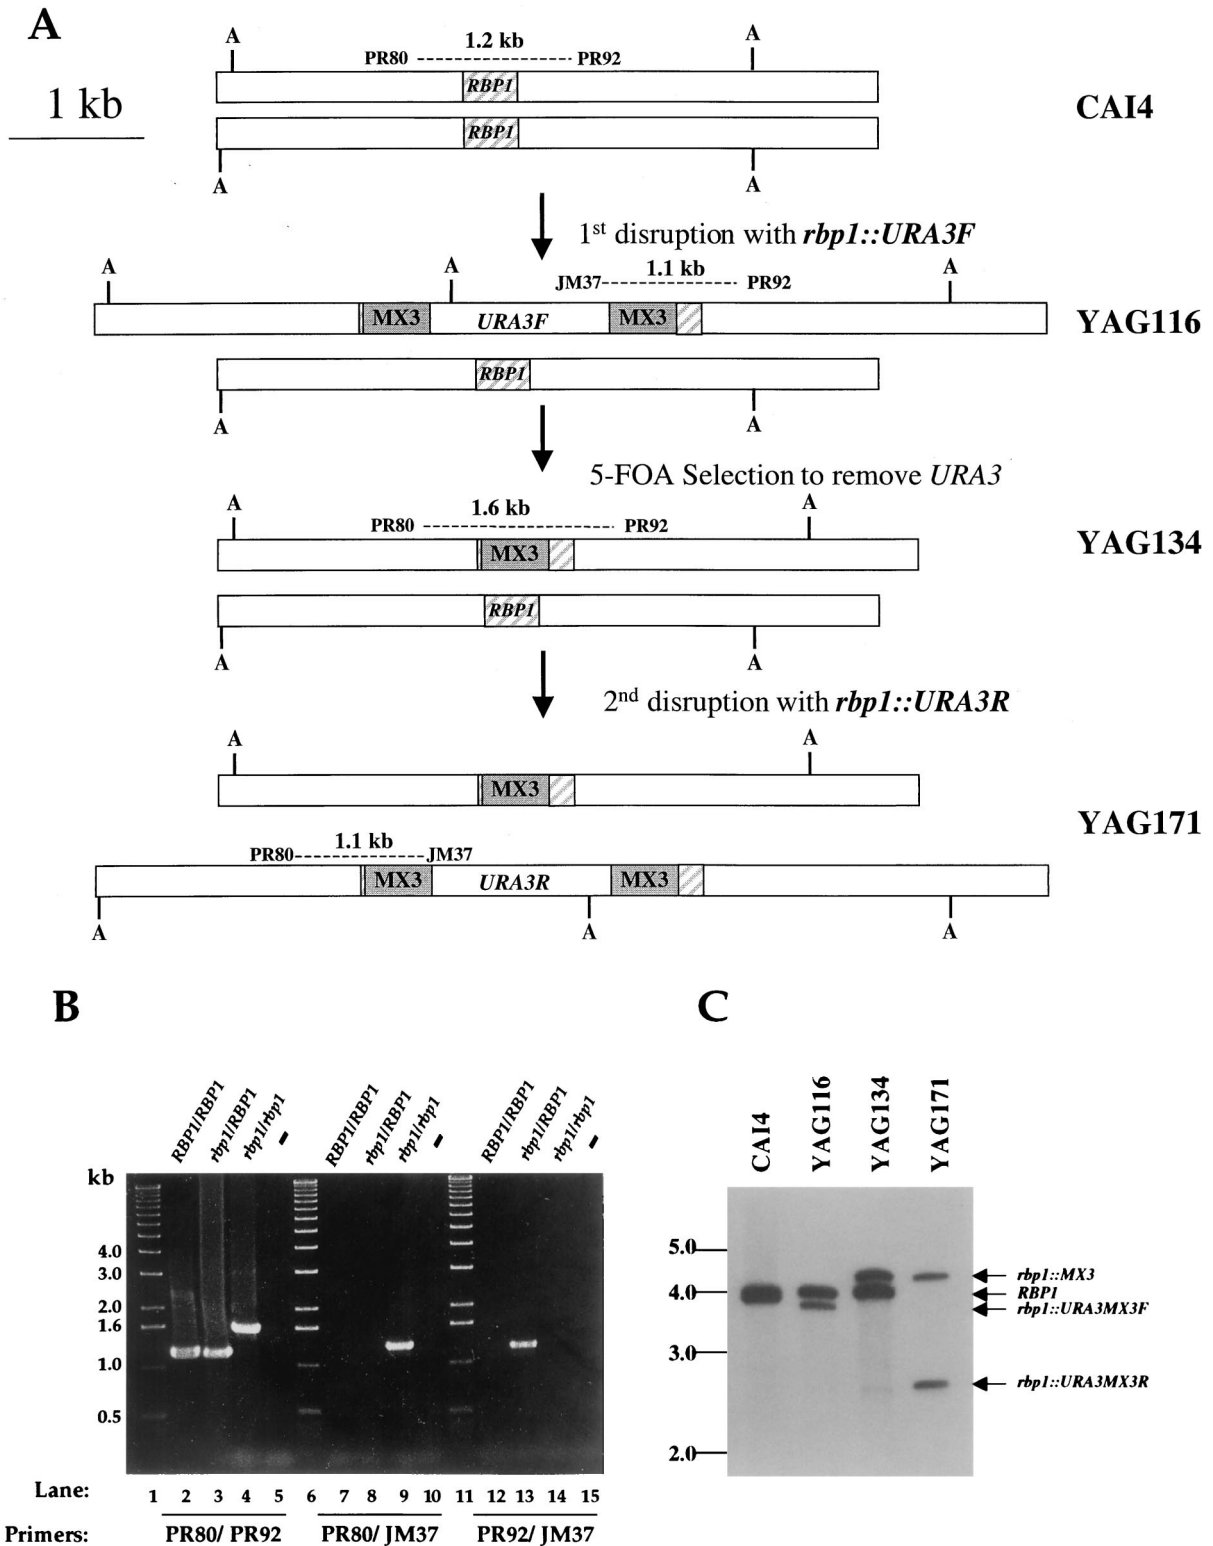 A
A
A
1.2 kb
PR80
PR92
RBP1
1 kb
CAI4
RBP1
A
A
1st disruption with rbp1::URA3F
A
A
A
1.1 kb
JM37
PR92
MX3
URA3F
MX3
YAG116
RBP1
A
A
5-FOA Selection to remove URA3
A
A
1.6 kb
PR80
PR92
MX3
YAG134
RBP1
A
A
2nd disruption with rbp1::URA3R
A
A
MX3
YAG171
1.1 kb
PR80
JM37
MX3
URA3R
MX3
A
A
A
B
RBP1/RBP1
rbp1/RBP1
rbp1/rbp1
–
RBP1/RBP1
rbp1/RBP1
rbp1/rbp1
–
RBP1/RBP1
rbp1/RBP1
rbp1/rbp1
–
kb
4.0
3.0
2.0
1.6
1.0
0.5
Lane: 1 2 3 4 5 6 7 8 9 10 11 12 13 14 15
Primers: PR80/ PR92 PR80/ JM37 PR92/ JM37
C
CAI4
YAG116
YAG134
YAG171
5.0
4.0
3.0
2.0
rbp1::MX3
RBP1
rbp1::URA3MX3F
rbp1::URA3MX3R